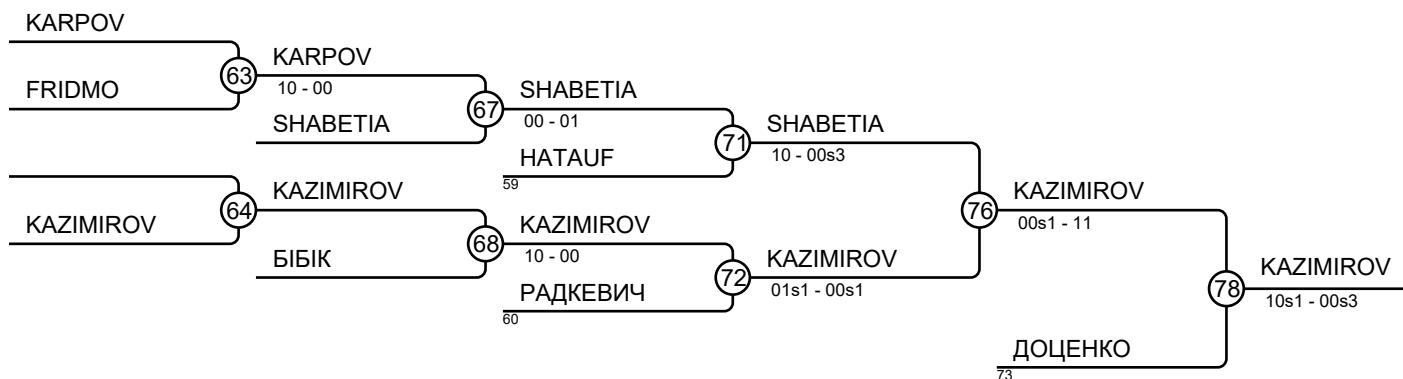 KARPOV
FRIDMO
63
KARPOV
10 - 00
SHABETIA
67
SHABETIA
00 - 01
HATAUF
59
71
SHABETIA
10 - 00s3
KAZIMIROV
64
KAZIMIROV
БІБІК
68
KAZIMIROV
10 - 00
РАДКЕВИЧ
60
72
KAZIMIROV
01s1 - 00s1
76
KAZIMIROV
00s1 - 11
ДОЦЕНКО
73
78
KAZIMIROV
10s1 - 00s3